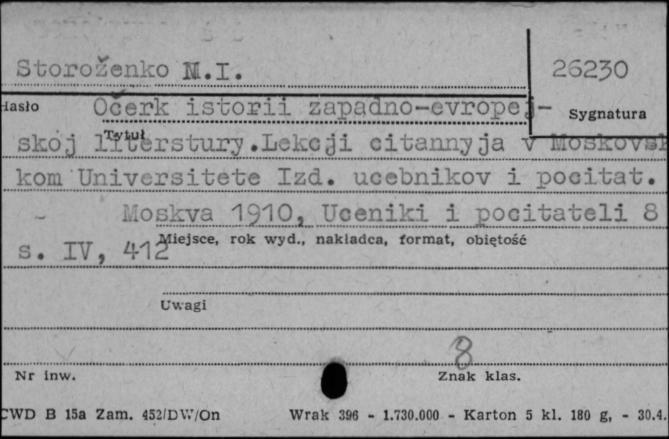 Storoženko M.I.
26230
Hasło
Očerk istorii zapadno-evropej-
Sygnatura
Tytuł
skoj literstury.Lekcji citannyja v Moskovsk
kom Universitete Izd. ucebnikov i pocitat.
- Moskva 1910, Uceniki i pocitateli 8
Miejsce, rok wyd., nakładca, format, objętość
s. IV, 412
Uwagi
8
Nr inw.
Znak klas.
CWD B 15a Zam. 452/DW/On Wrak 396 - 1.730.000 - Karton 5 kl. 180 g, - 30.4.